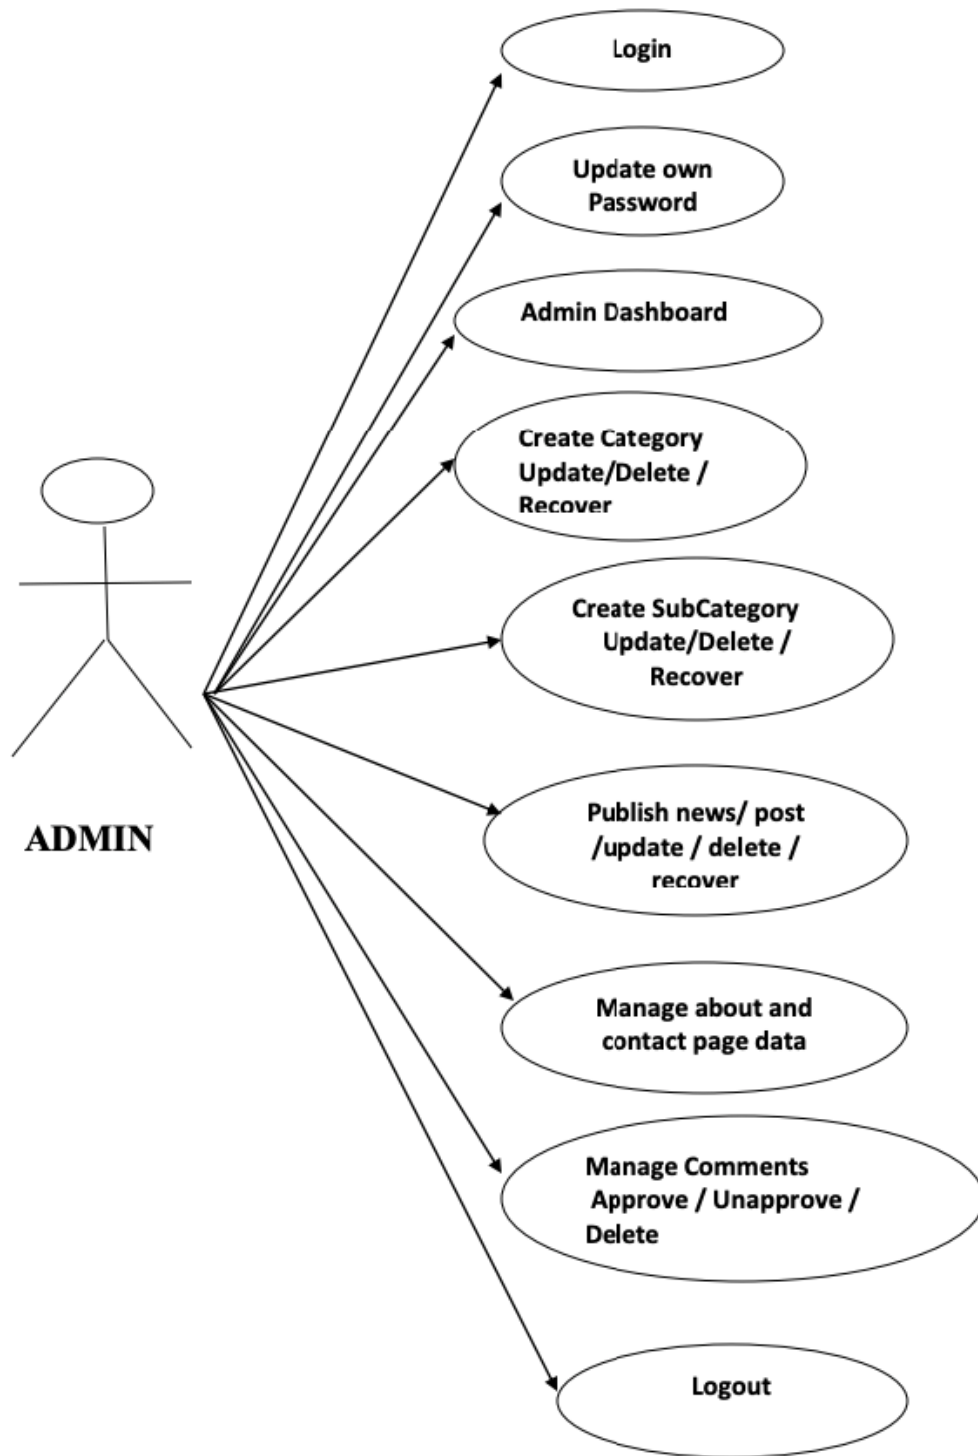 Login
Update own
Password
Admin Dashboard
Create Category
Update/Delete /
Recover
Create SubCategory
Update/Delete /
Recover
Publish news/ post
/update / delete /
recover
ADMIN
Manage about and
contact page data
Manage Comments
Approve / Unapprove /
Delete
Logout